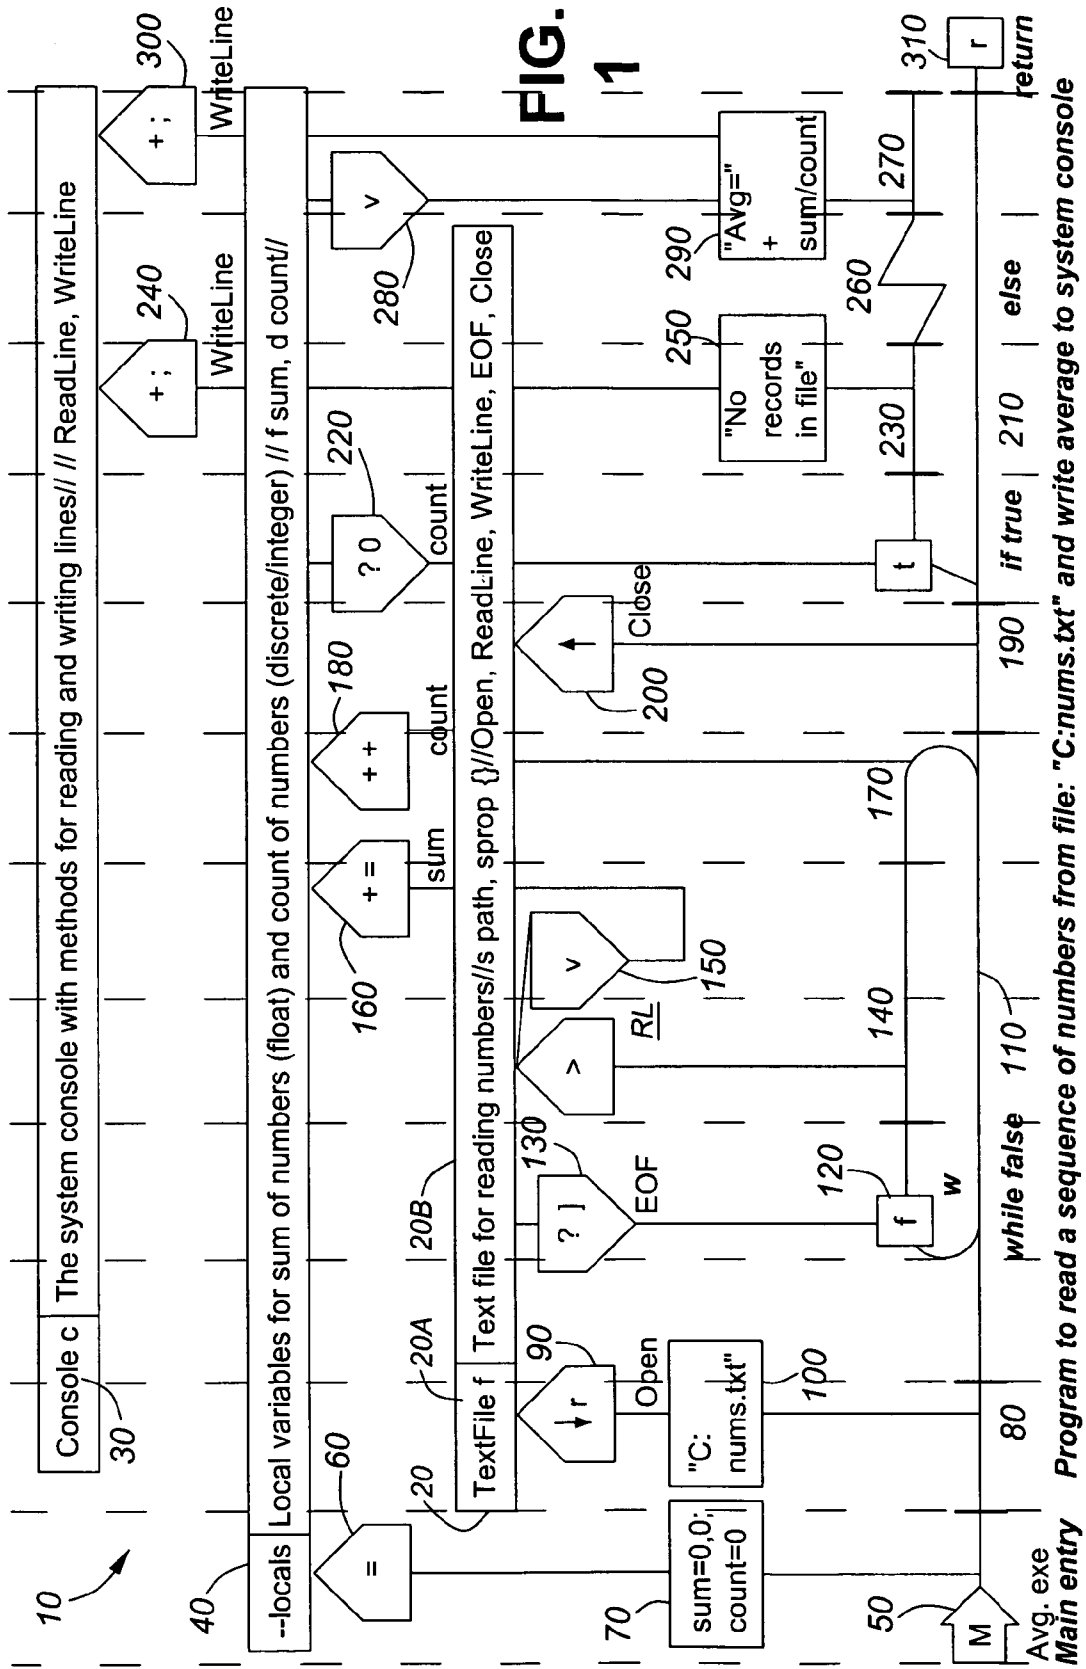 10
Console c
The system console with methods for reading and writing lines// // ReadLine, WriteLine
30
240
+ ;
WriteLine
300
+ ;
WriteLine
40
--locals
Local variables for sum of numbers (float) and count of numbers (discrete/integer) // f sum, d count//
60
=
160
+ =
sum
180
+ +
count
220
? 0
count
280
v
20
20A
20B
TextFile f
Text file for reading numbers//s path, sprop {}//Open, ReadLine, WriteLine, EOF, Close
90
r
Open
130
? ]
EOF
>
RL
v
150
200
Close
FIG.
1
70
sum=0,0;
count=0
100
"C:
nums.txt"
250
"No
records
in file"
290
"Avg="
+
sum/count
120
f
w
140
170
t
230
260
270
310
r
50
M
80
110
190
210
Avg. exe
Main entry
while false
if true
else
return
Program to read a sequence of numbers from file: "C:nums.txt" and write average to system console